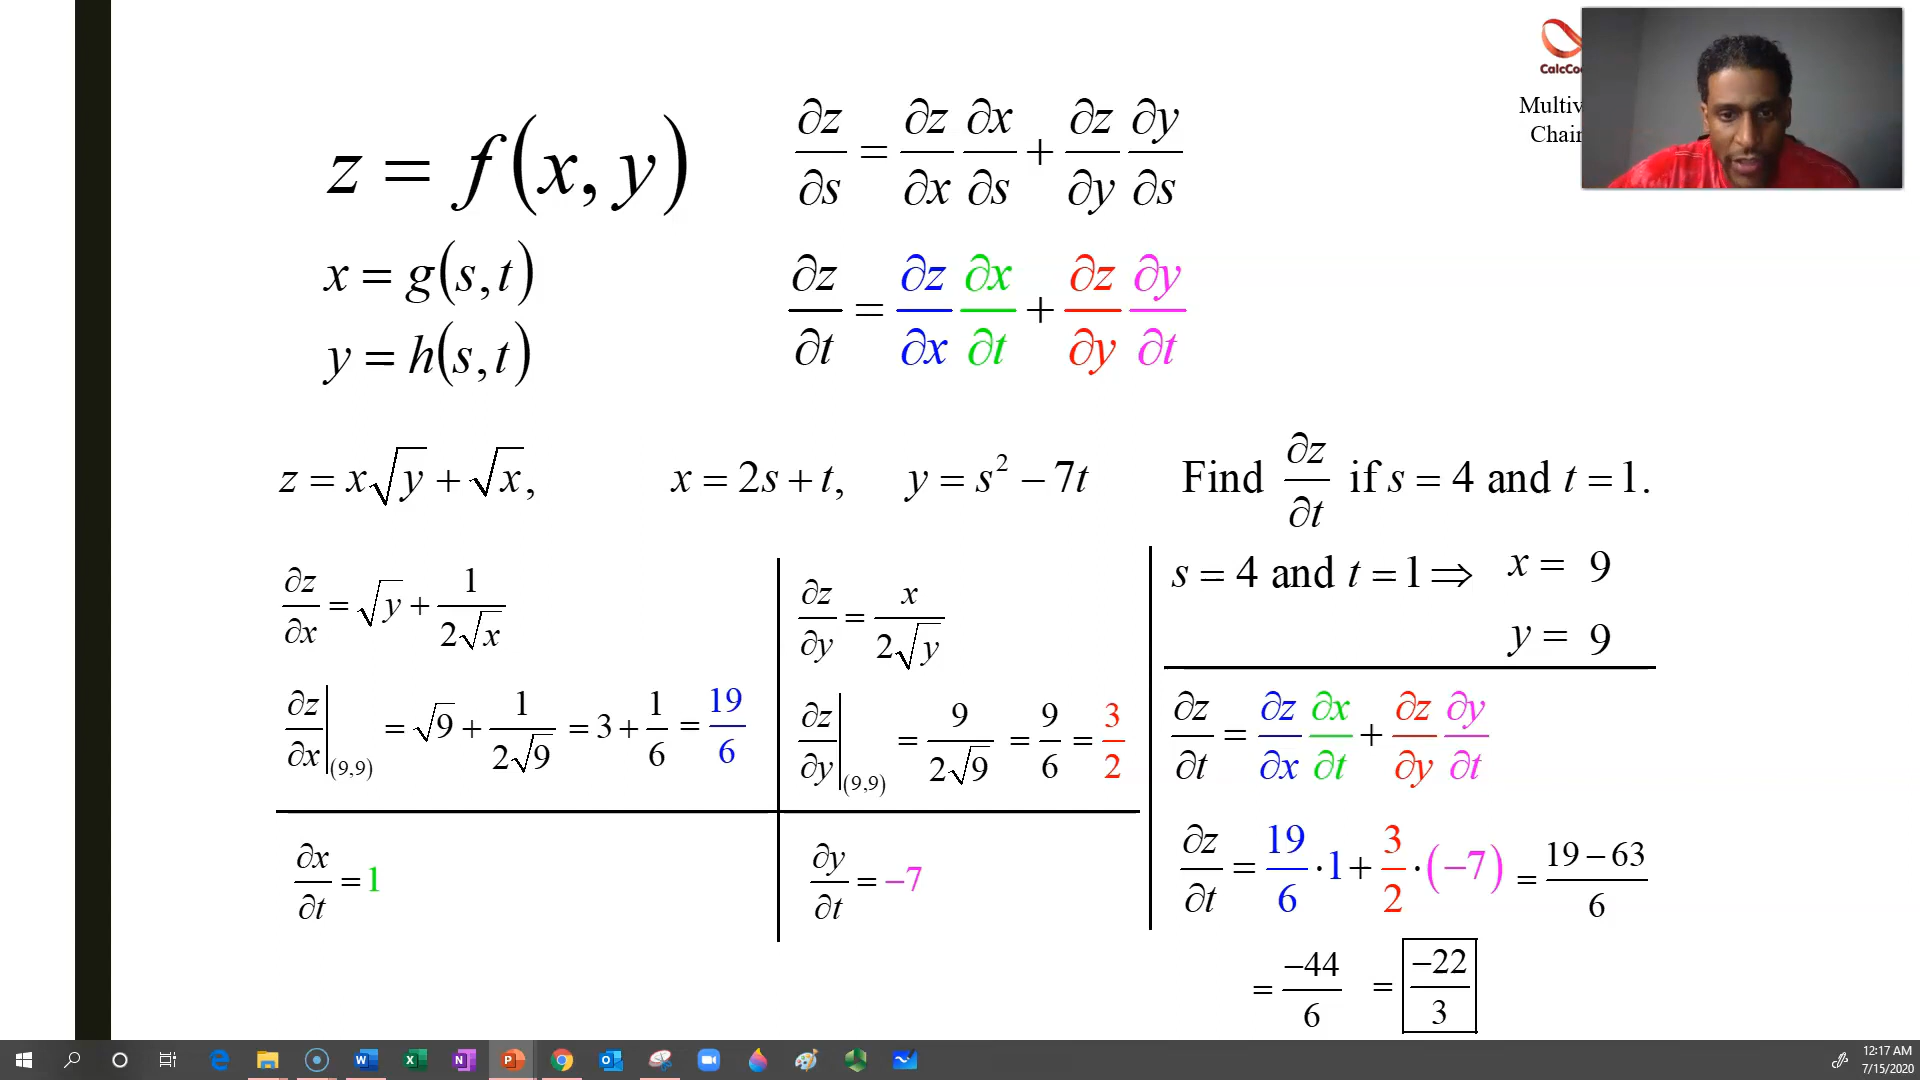 CalcCo
Multiv
Chain
z = f(x, y)
x = g(s, t)
y = h(s, t)
∂z/∂s = ∂z/∂x ∂x/∂s + ∂z/∂y ∂y/∂s
∂z/∂t = ∂z/∂x ∂x/∂t + ∂z/∂y ∂y/∂t
z = x√y + √x, x = 2s + t, y = s² − 7t Find ∂z/∂t if s = 4 and t = 1.
∂z/∂x = √y + 1/(2√x)
∂z/∂x|(9,9) = √9 + 1/(2√9) = 3 + 1/6 = 19/6
∂x/∂t = 1
∂z/∂y = x/(2√y)
∂z/∂y|(9,9) = 9/(2√9) = 9/6 = 3/2
∂y/∂t = −7
s = 4 and t = 1 ⇒ x = 9
y = 9
∂z/∂t = ∂z/∂x ∂x/∂t + ∂z/∂y ∂y/∂t
∂z/∂t = 19/6 · 1 + 3/2 · (−7) = (19 − 63)/6
= −44/6 = −22/3
12:17 AM
7/15/2020